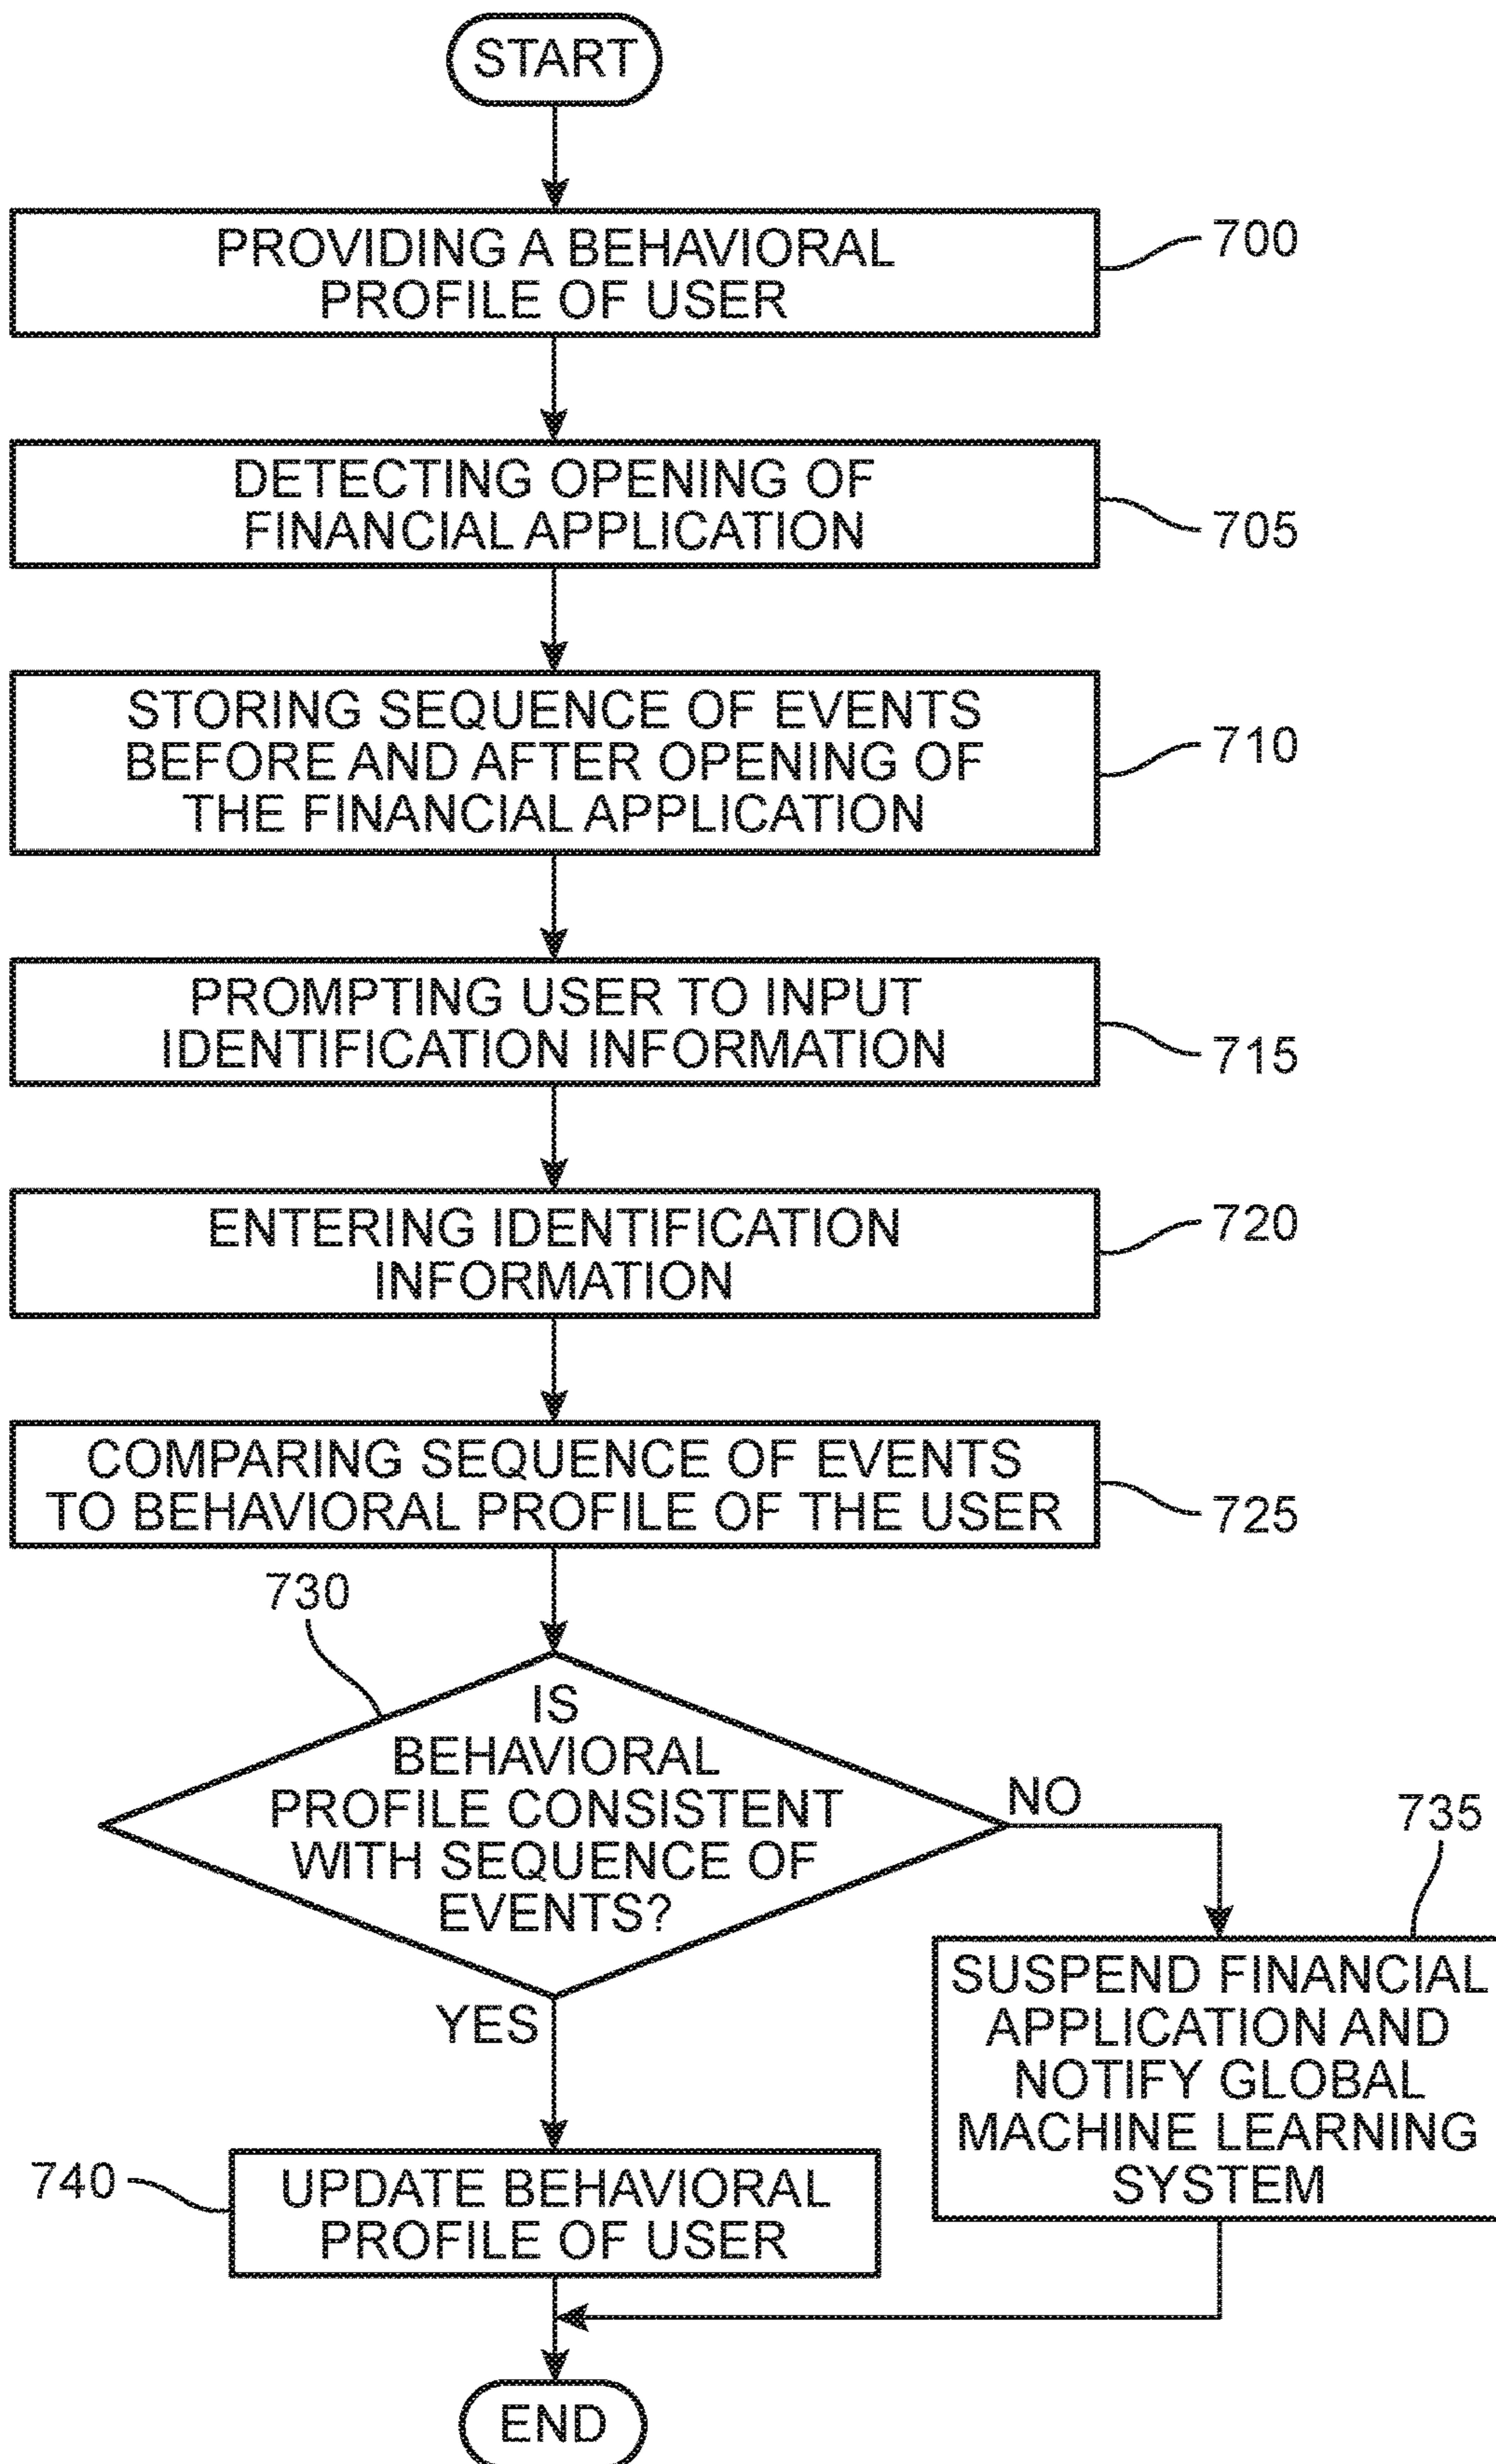 START
PROVIDING A BEHAVIORAL
PROFILE OF USER
700
DETECTING OPENING OF
FINANCIAL APPLICATION
705
STORING SEQUENCE OF EVENTS
BEFORE AND AFTER OPENING OF
THE FINANCIAL APPLICATION
710
PROMPTING USER TO INPUT
IDENTIFICATION INFORMATION
715
ENTERING IDENTIFICATION
INFORMATION
720
COMPARING SEQUENCE OF EVENTS
TO BEHAVIORAL PROFILE OF THE USER
725
730
IS
BEHAVIORAL
PROFILE CONSISTENT
WITH SEQUENCE OF
EVENTS?
NO
735
SUSPEND FINANCIAL
APPLICATION AND
NOTIFY GLOBAL
MACHINE LEARNING
SYSTEM
YES
740
UPDATE BEHAVIORAL
PROFILE OF USER
END